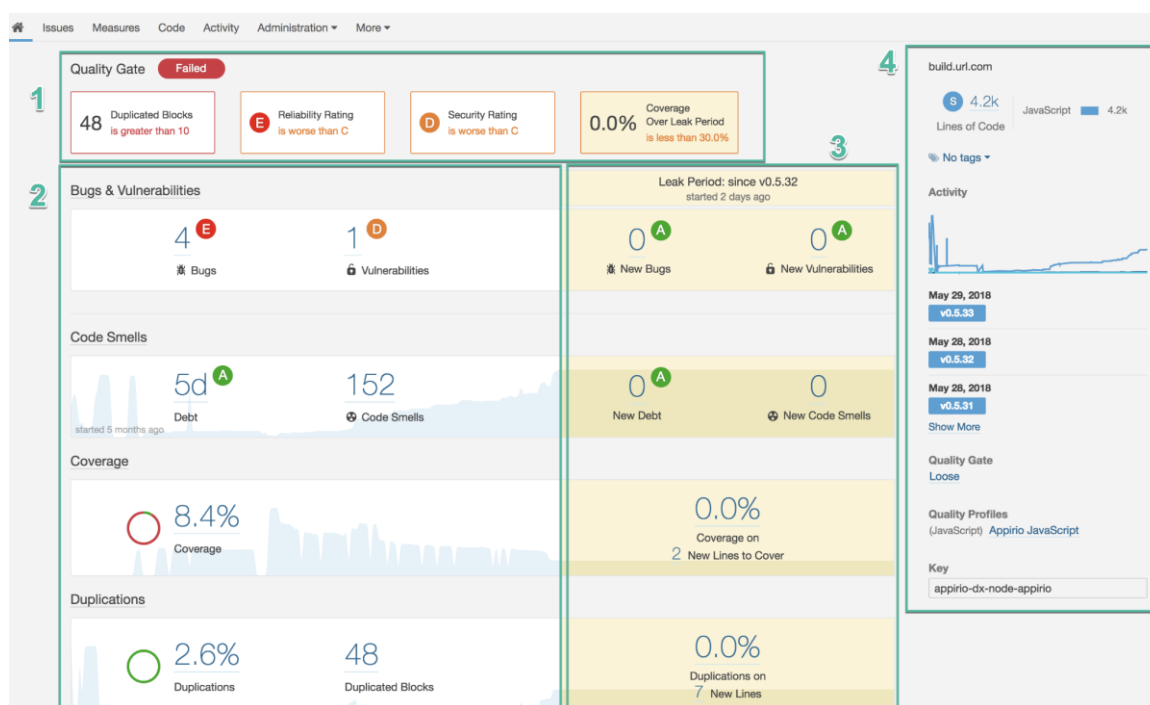 Issues Measures Code Activity Administration More
1
Quality Gate Failed
48 Duplicated Blocks
is greater than 10
E Reliability Rating
is worse than C
D Security Rating
is worse than C
0.0% Coverage
Over Leak Period
is less than 30.0%
2
Bugs & Vulnerabilities
4 E
Bugs
1 D
Vulnerabilities
Code Smells
5d A
Debt
152
Code Smells
started 5 months ago
Coverage
8.4%
Coverage
Duplications
2.6%
Duplications
48
Duplicated Blocks
3
Leak Period: since v0.5.32
started 2 days ago
0 A
New Bugs
0 A
New Vulnerabilities
0 A
New Debt
0
New Code Smells
0.0%
Coverage on
2 New Lines to Cover
0.0%
Duplications on
7 New Lines
4
build.url.com
S 4.2k
Lines of Code
JavaScript 4.2k
No tags
Activity
May 29, 2018
v0.5.33
May 28, 2018
v0.5.32
May 28, 2018
v0.5.31
Show More
Quality Gate
Loose
Quality Profiles
(JavaScript) Appirio JavaScript
Key
appirio-dx-node-appirio